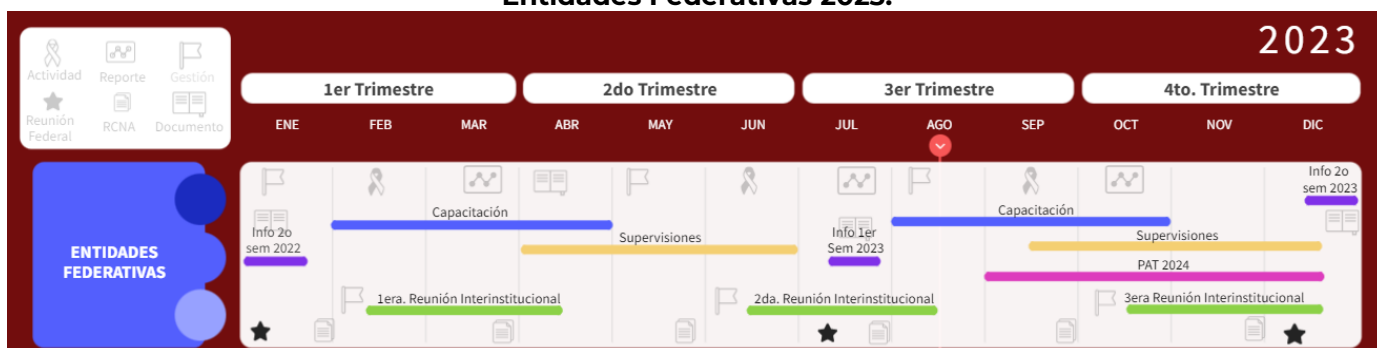 Entidades Federativas 2023.
2023
Actividad
Reporte
Gestión
Reunión
Federal
RCNA
Documento
1er Trimestre
2do Trimestre
3er Trimestre
4to. Trimestre
ENE
FEB
MAR
ABR
MAY
JUN
JUL
AGO
SEP
OCT
NOV
DIC
ENTIDADES
FEDERATIVAS
Info 2o
sem 2022
Capacitación
Supervisiones
Info 1er
Sem 2023
Capacitación
Supervisiones
PAT 2024
Info 2o
sem 2023
1era. Reunión Interinstitucional
2da. Reunión Interinstitucional
3era Reunión Interinstitucional